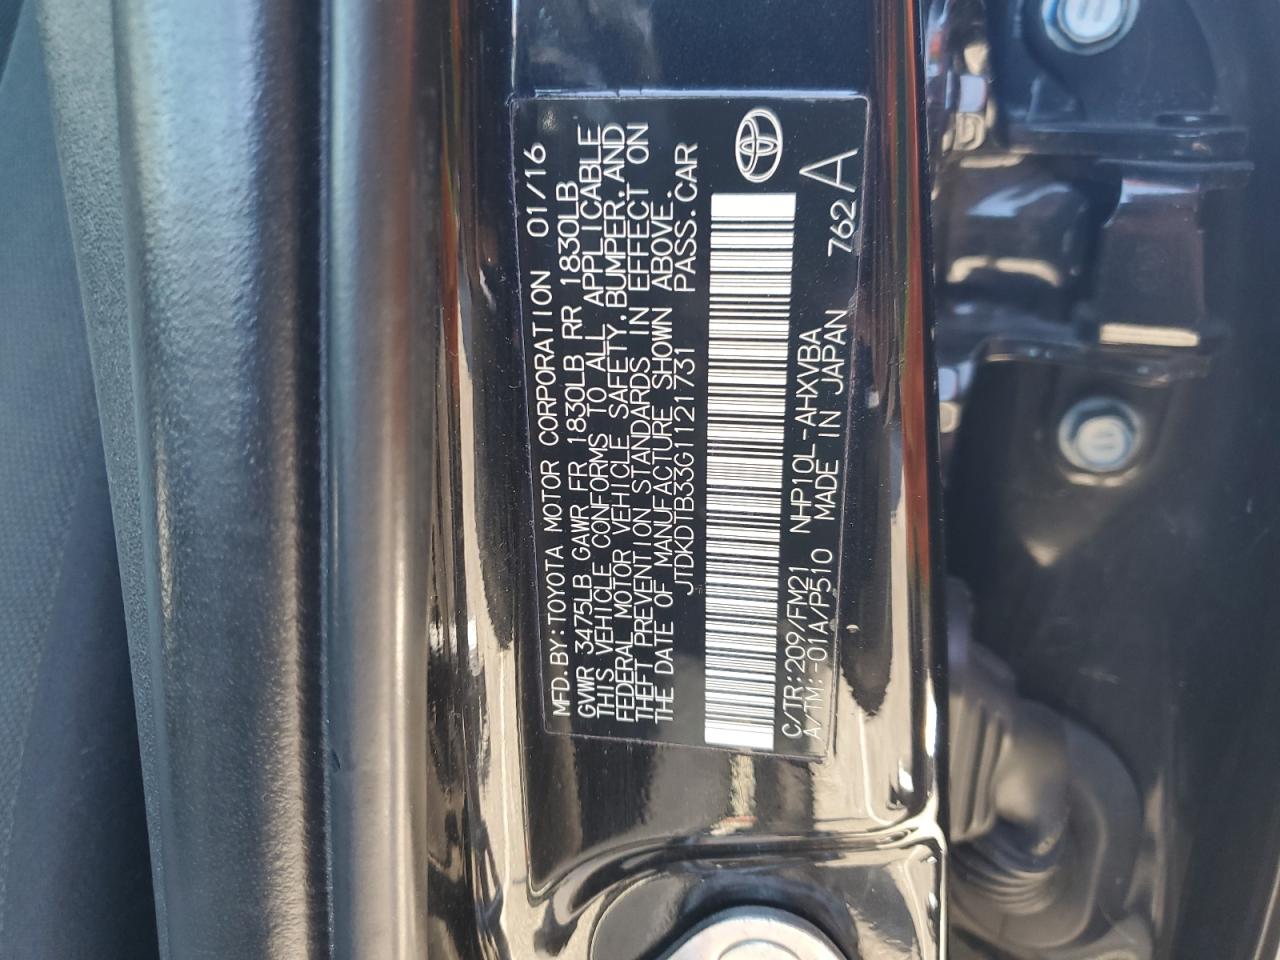 MFD.BY:TOYOTA MOTOR CORPORATION 01/16
GVWR 3475LB GAWR FR 1830LB RR 1830LB
THIS VEHICLE CONFORMS TO ALL APPLICABLE
FEDERAL MOTOR VEHICLE SAFETY,BUMPER,AND
THEFT PREVENTION STANDARDS IN EFFECT ON
THE DATE OF MANUFACTURE SHOWN ABOVE.
JTDKDTB33G1121731 PASS.CAR
C/TR:209/FM21 NHP10L-AHXVBA
A/TM:-01A/P510 MADE IN JAPAN 762A